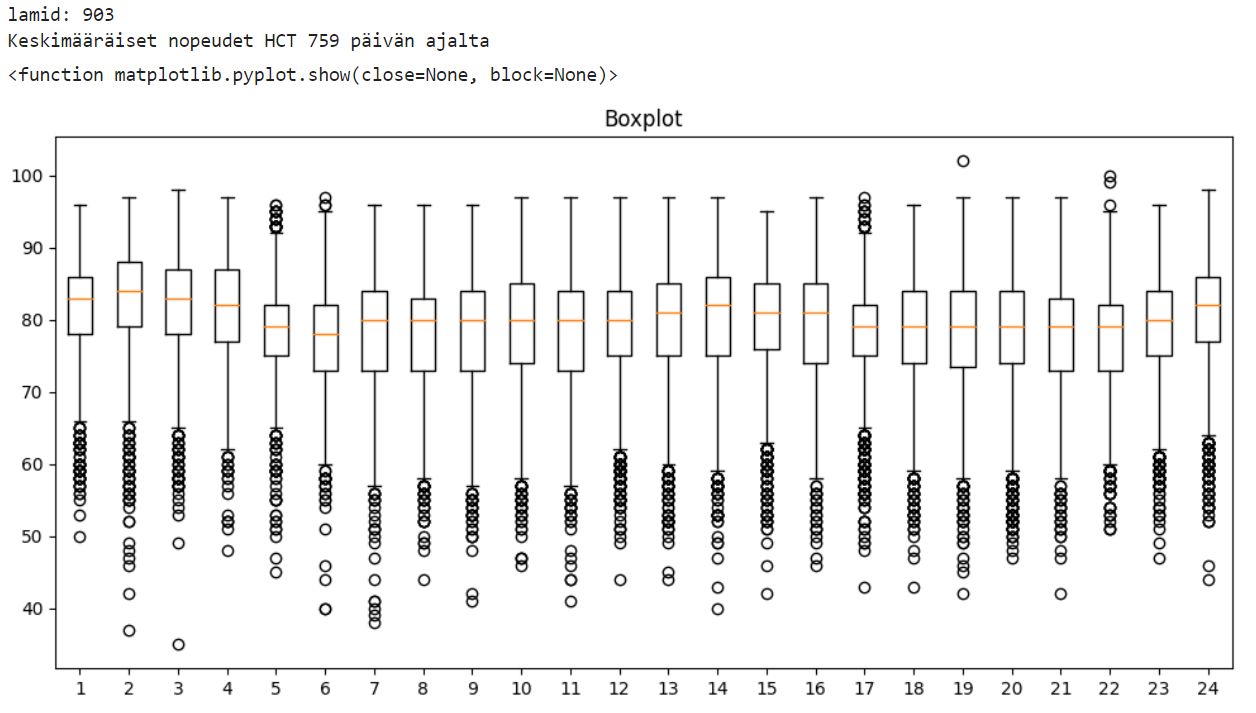 lamid: 903
Keskimääräiset nopeudet HCT 759 päivän ajalta
<function matplotlib.pyplot.show(close=None, block=None)>
Boxplot
100
90
80
70
60
50
40
1 2 3 4 5 6 7 8 9 10 11 12 13 14 15 16 17 18 19 20 21 22 23 24